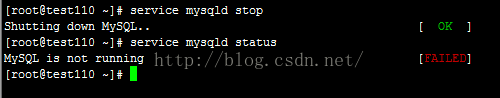 [root@test110 ~]# service mysqld stop
Shutting down MySQL.. [  OK  ]
[root@test110 ~]# service mysqld status
MySQL is not running [FAILED]
[root@test110 ~]#
http://blog.csdn.net/